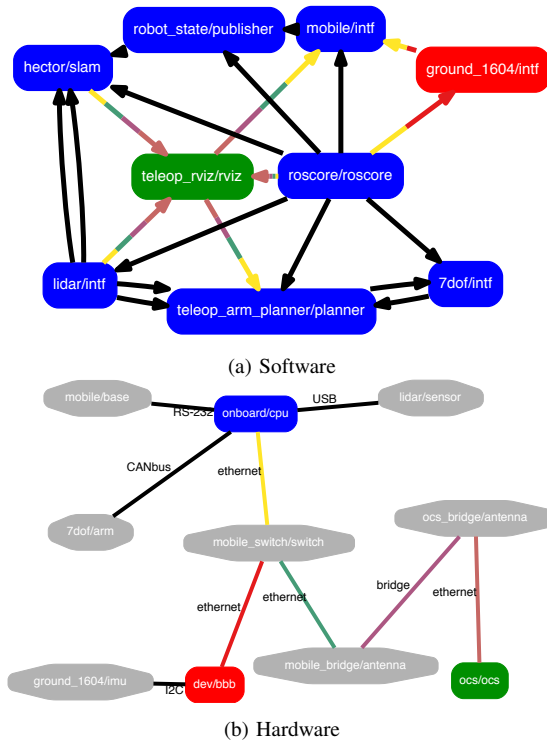 robot_state/publisher
mobile/intf
hector/slam
ground_1604/intf
teleop_rviz/rviz
roscore/roscore
lidar/intf
7dof/intf
teleop_arm_planner/planner
(a) Software
mobile/base
RS-232
onboard/cpu
USB
lidar/sensor
CANbus
ethernet
7dof/arm
mobile_switch/switch
ocs_bridge/antenna
bridge
ethernet
ethernet
ethernet
mobile_bridge/antenna
ground_1604/imu
I2C
dev/bbb
ocs/ocs
(b) Hardware